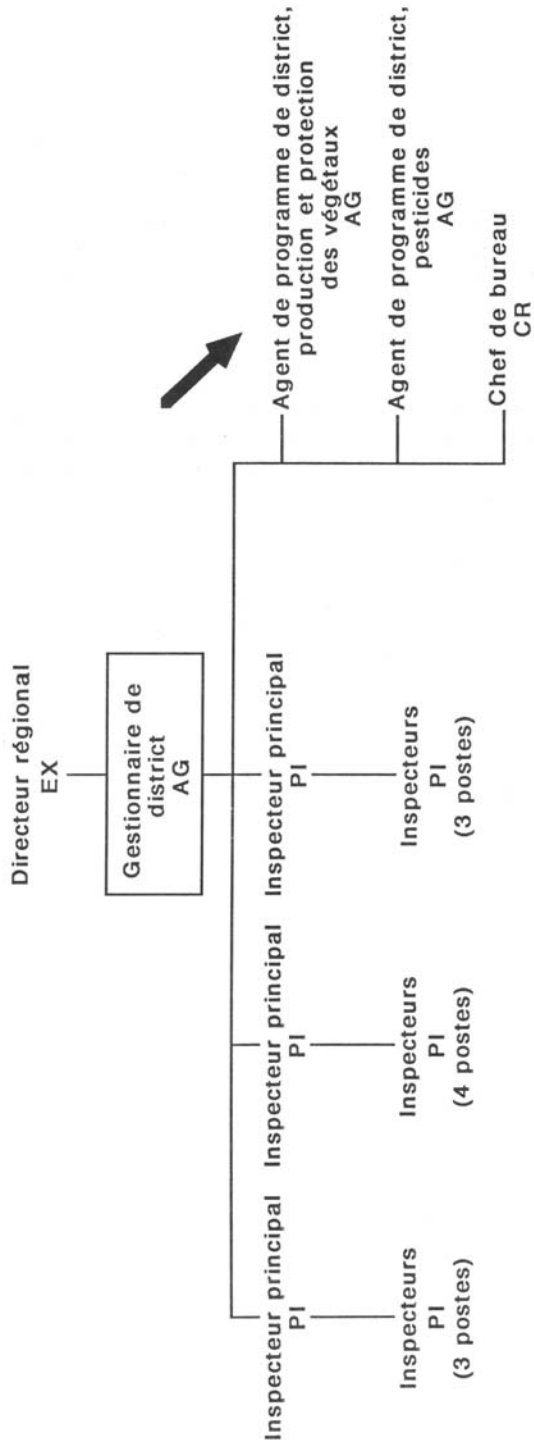 Directeur régional
EX
Gestionnaire de
district
AG
Inspecteur principal
PI
Inspecteurs
PI
(3 postes)
Inspecteur principal
PI
Inspecteurs
PI
(4 postes)
Inspecteur principal
PI
Inspecteurs
PI
(3 postes)
Agent de programme de district,
production et protection
des végétaux
AG
Agent de programme de district,
pesticides
AG
Chef de bureau
CR